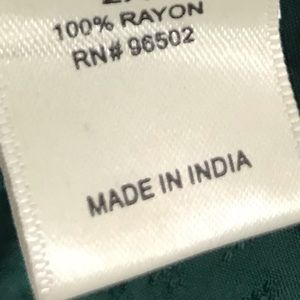 100% RAYON
RN# 96502
MADE IN INDIA